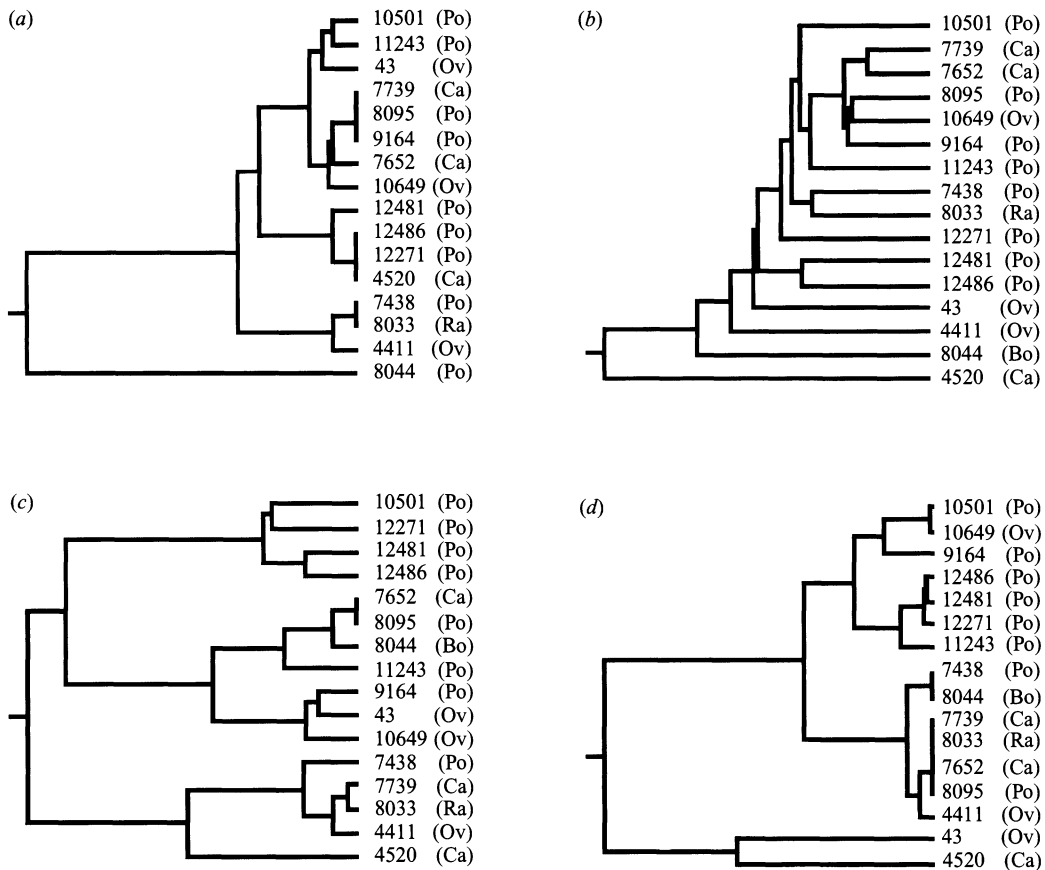 (a)
10501 (Po)
11243 (Po)
43 (Ov)
7739 (Ca)
8095 (Po)
9164 (Po)
7652 (Ca)
10649 (Ov)
12481 (Po)
12486 (Po)
12271 (Po)
4520 (Ca)
7438 (Po)
8033 (Ra)
4411 (Ov)
8044 (Po)
(b)
10501 (Po)
7739 (Ca)
7652 (Ca)
8095 (Po)
10649 (Ov)
9164 (Po)
11243 (Po)
7438 (Po)
8033 (Ra)
12271 (Po)
12481 (Po)
12486 (Po)
43 (Ov)
4411 (Ov)
8044 (Bo)
4520 (Ca)
(c)
10501 (Po)
12271 (Po)
12481 (Po)
12486 (Po)
7652 (Ca)
8095 (Po)
8044 (Bo)
11243 (Po)
9164 (Po)
43 (Ov)
10649 (Ov)
7438 (Po)
7739 (Ca)
8033 (Ra)
4411 (Ov)
4520 (Ca)
(d)
10501 (Po)
10649 (Ov)
9164 (Po)
12486 (Po)
12481 (Po)
12271 (Po)
11243 (Po)
7438 (Po)
8044 (Bo)
7739 (Ca)
8033 (Ra)
7652 (Ca)
8095 (Po)
4411 (Ov)
43 (Ov)
4520 (Ca)